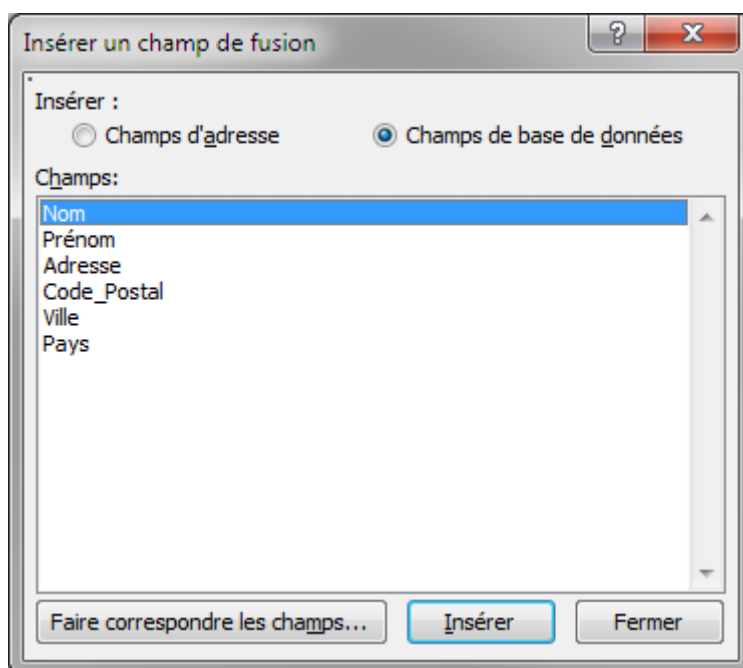 Insérer un champ de fusion
Insérer :
Champs d'adresse Champs de base de données
Champs:
Nom
Prénom
Adresse
Code_Postal
Ville
Pays
Faire correspondre les champs... Insérer Fermer